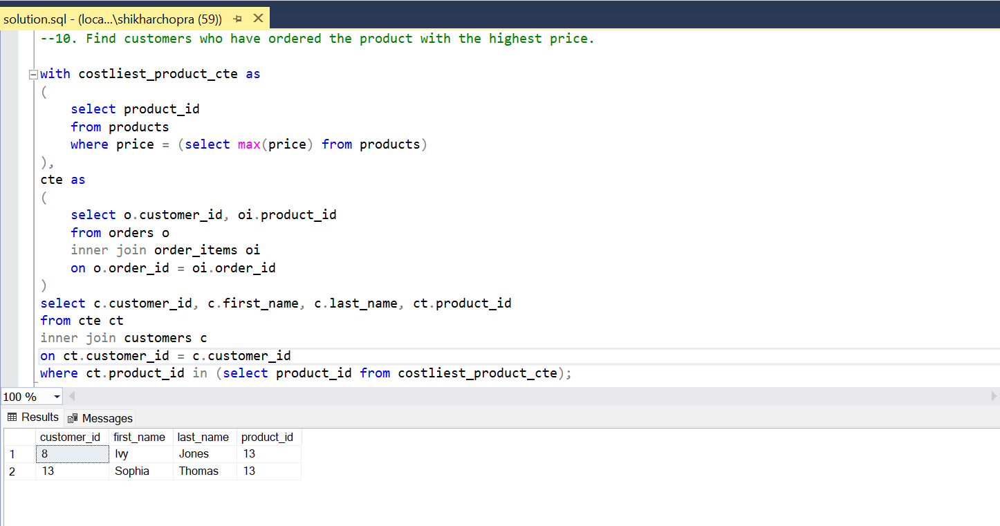 solution.sql - (loca...\shikharchopra (59))
--10. Find customers who have ordered the product with the highest price.
with costliest_product_cte as
(
select product_id
from products
where price = (select max(price) from products)
),
cte as
(
select o.customer_id, oi.product_id
from orders o
inner join order_items oi
on o.order_id = oi.order_id
)
select c.customer_id, c.first_name, c.last_name, ct.product_id
from cte ct
inner join customers c
on ct.customer_id = c.customer_id
where ct.product_id in (select product_id from costliest_product_cte);
100 %
Results Messages
customer_id first_name last_name product_id
1 8 Ivy Jones 13
2 13 Sophia Thomas 13